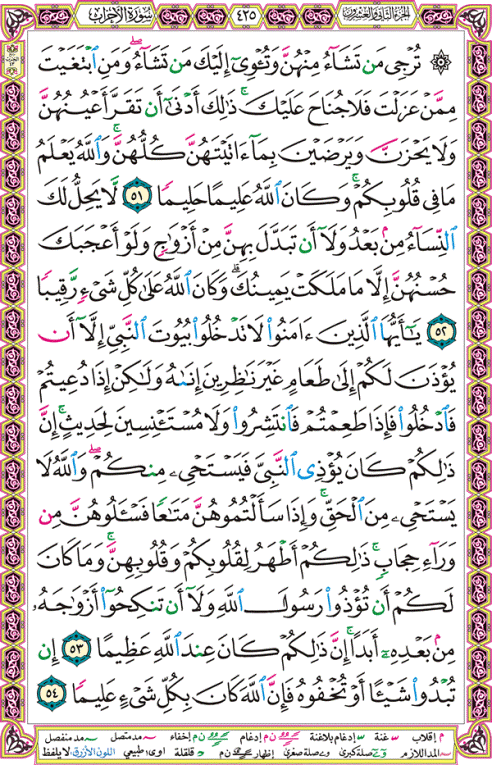 الجزء الثاني والعشرون ٤٢٥ سورة الأحزاب
۞ تُرْجِى مَن تَشَآءُ مِنْهُنَّ وَتُـْٔوِىٓ إِلَيْكَ مَن تَشَآءُ ۖ وَمَنِ ٱبْتَغَيْتَ
مِمَّنْ عَزَلْتَ فَلَا جُنَاحَ عَلَيْكَ ۚ ذَٰلِكَ أَدْنَىٰٓ أَن تَقَرَّ أَعْيُنُهُنَّ
وَلَا يَحْزَنَّ وَيَرْضَيْنَ بِمَآ ءَاتَيْتَهُنَّ كُلُّهُنَّ ۚ وَٱللَّهُ يَعْلَمُ
مَا فِى قُلُوبِكُمْ ۚ وَكَانَ ٱللَّهُ عَلِيمًا حَلِيمًا ٥١ لَّا يَحِلُّ لَكَ
ٱلنِّسَآءُ مِنۢ بَعْدُ وَلَآ أَن تَبَدَّلَ بِهِنَّ مِنْ أَزْوَٰجٍ وَلَوْ أَعْجَبَكَ
حُسْنُهُنَّ إِلَّا مَا مَلَكَتْ يَمِينُكَ ۗ وَكَانَ ٱللَّهُ عَلَىٰ كُلِّ شَىْءٍ رَّقِيبًا
٥٢ يَٰٓأَيُّهَا ٱلَّذِينَ ءَامَنُوا۟ لَا تَدْخُلُوا۟ بُيُوتَ ٱلنَّبِىِّ إِلَّآ أَن
يُؤْذَنَ لَكُمْ إِلَىٰ طَعَامٍ غَيْرَ نَٰظِرِينَ إِنَىٰهُ وَلَٰكِنْ إِذَا دُعِيتُمْ
فَٱدْخُلُوا۟ فَإِذَا طَعِمْتُمْ فَٱنتَشِرُوا۟ وَلَا مُسْتَـْٔنِسِينَ لِحَدِيثٍ ۚ إِنَّ
ذَٰلِكُمْ كَانَ يُؤْذِى ٱلنَّبِىَّ فَيَسْتَحْىِۦ مِنكُمْ ۖ وَٱللَّهُ لَا
يَسْتَحْىِۦ مِنَ ٱلْحَقِّ ۚ وَإِذَا سَأَلْتُمُوهُنَّ مَتَٰعًا فَسْـَٔلُوهُنَّ مِن
وَرَآءِ حِجَابٍ ۚ ذَٰلِكُمْ أَطْهَرُ لِقُلُوبِكُمْ وَقُلُوبِهِنَّ ۚ وَمَا كَانَ
لَكُمْ أَن تُؤْذُوا۟ رَسُولَ ٱللَّهِ وَلَآ أَن تَنكِحُوٓا۟ أَزْوَٰجَهُۥ
مِنۢ بَعْدِهِۦٓ أَبَدًا ۚ إِنَّ ذَٰلِكُمْ كَانَ عِندَ ٱللَّهِ عَظِيمًا ٥٣ إِن
تُبْدُوا۟ شَيْـًٔا أَوْ تُخْفُوهُ فَإِنَّ ٱللَّهَ كَانَ بِكُلِّ شَىْءٍ عَلِيمًا ٥٤
م إقلاب غنة إدغام بلاغنة ن م إدغام ن م إخفاء مد متصل مد منفصل
المد اللازم صلة كبرى صلة صغرى إظهار ن م قلقلة اوى: طبيعي اللون الأزرق: لا يلفظ